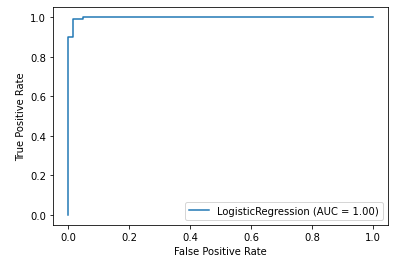 1.0
0.8
0.6
0.4
0.2
0.0
True Positive Rate
LogisticRegression (AUC = 1.00)
0.0 0.2 0.4 0.6 0.8 1.0
False Positive Rate